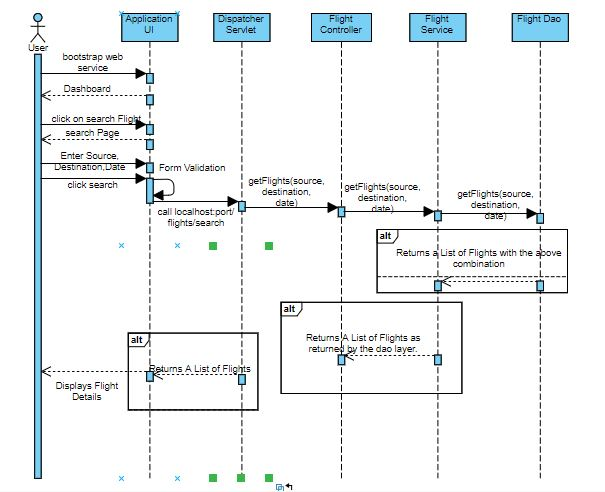 Application
UI
Dispatcher
Servlet
Flight
Controller
Flight
Service
Flight Dao
User
bootstrap web
service
Dashboard
click on search Flight
search Page
Enter Source,
Destination,Date
Form Validation
click search
getFlights(source,
destination,
date)
getFlights(source,
destination,
date)
getFlights(source,
destination,
date)
call localhost:port/
flights/search
alt
Returns a List of Flights with the above
combination
alt
Returns A List of Flights as
returned by the dao layer.
alt
Returns A List of Flights
Displays Flight
Details